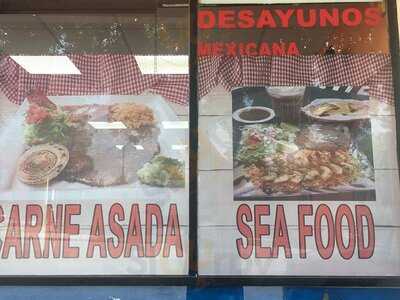 DESAYUNOS
MEXICANA
CARNE ASADA
SEA FOOD